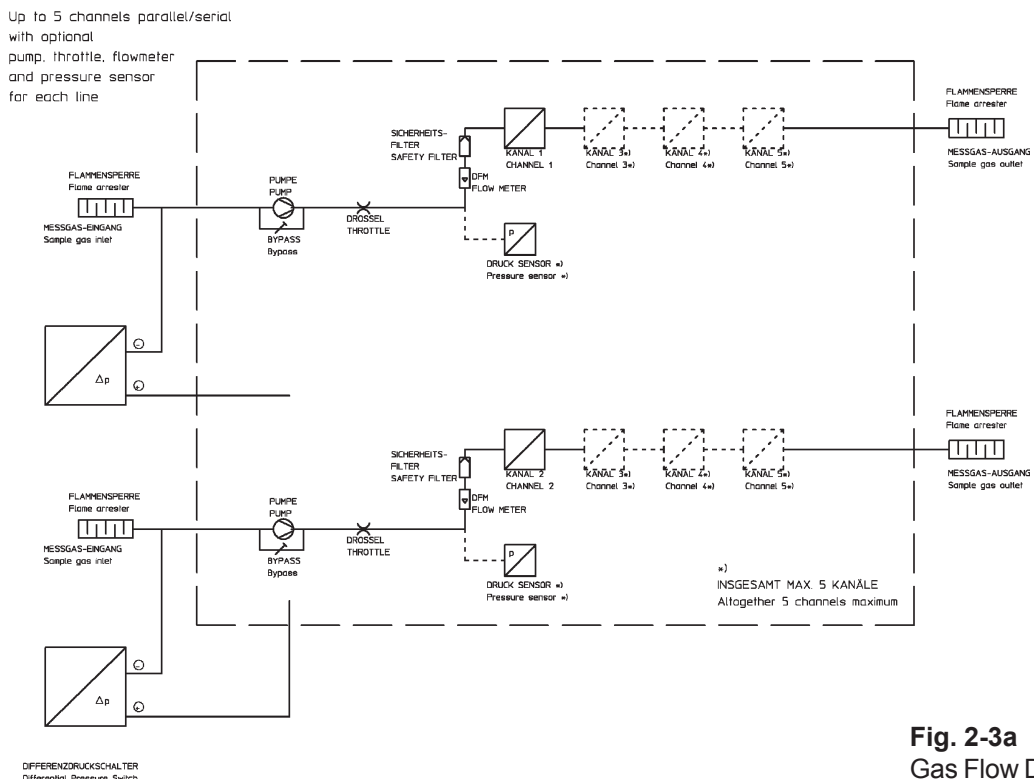 Up to 5 channels parallel/serial
with optional
pump, throttle, flowmeter
and pressure sensor
for each line
FLAMMENSPERRE
Flame arrester
MESSGAS-EINGANG
Sample gas inlet
PUMPE
PUMP
BYPASS
Bypass
DROSSEL
THROTTLE
SICHERHEITS-
FILTER
SAFETY FILTER
DFM
FLOW METER
P
DRUCK SENSOR *)
Pressure sensor *)
KANAL 1
CHANNEL 1
KANAL 3*)
Channel 3*)
KANAL 4*)
Channel 4*)
KANAL 5*)
Channel 5*)
FLAMMENSPERRE
Flame arrester
MESSGAS-AUSGANG
Sample gas outlet
-
Δp
+
FLAMMENSPERRE
Flame arrester
MESSGAS-EINGANG
Sample gas inlet
PUMPE
PUMP
BYPASS
Bypass
DROSSEL
THROTTLE
SICHERHEITS-
FILTER
SAFETY FILTER
DFM
FLOW METER
P
DRUCK SENSOR *)
Pressure sensor *)
KANAL 2
CHANNEL 2
KANAL 3*)
Channel 3*)
KANAL 4*)
Channel 4*)
KANAL 5*)
Channel 5*)
FLAMMENSPERRE
Flame arrester
MESSGAS-AUSGANG
Sample gas outlet
*)
INSGESAMT MAX. 5 KANÄLE
Altogether 5 channels maximum
-
Δp
+
DIFFERENZDRUCKSCHALTER
Differential Pressure Switch
Fig. 2-3a
Gas Flow D